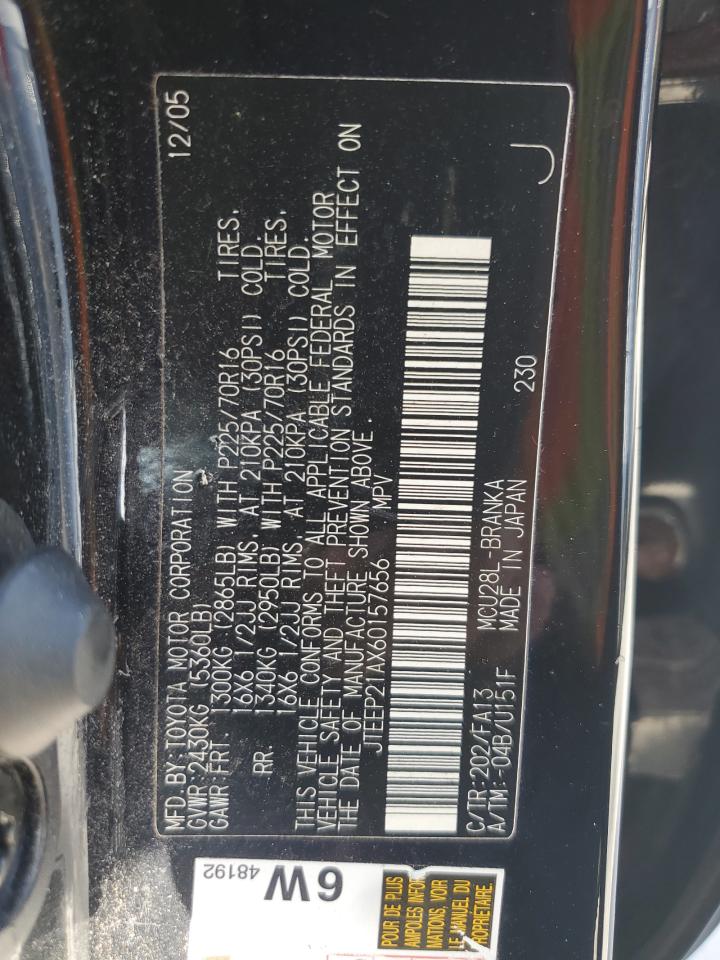 MFD. BY TOYOTA MOTOR CORPORATION 12/05
GVWR:2430KG (5360LB)
GAWR FRT. 1300KG (2865LB) WITH P225/70R16 TIRES,
16X6 1/2JJ RIMS, AT 210KPA (30PSI) COLD.
RR. 1340KG (2950LB) WITH P225/70R16 TIRES,
16X6 1/2JJ RIMS, AT 210KPA (30PSI) COLD.
THIS VEHICLE CONFORMS TO ALL APPLICABLE FEDERAL MOTOR
VEHICLE SAFETY AND THEFT PREVENTION STANDARDS IN EFFECT ON
THE DATE OF MANUFACTURE SHOWN ABOVE.
JTEEP21AX60157656 MPV
C/TR:202/FA13 MCU28L-BRANKA 230 J
A/TM:-04B/U151F MADE IN JAPAN
6W
48192
POUR DE PLUS
AMPLES INFOR
MATIONS VOIR
LE MANUEL DU
PROPRIÉTAIRE.